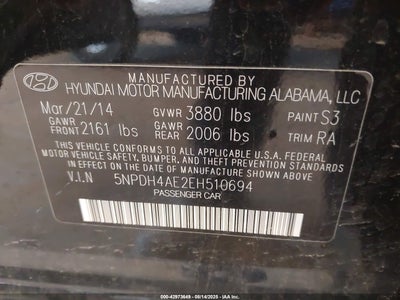 MANUFACTURED BY
HYUNDAI MOTOR MANUFACTURING ALABAMA, LLC
Mar/21/14 GVWR 3880 lbs PAINT S3
GAWR FRONT 2161 lbs GAWR REAR 2006 lbs TRIM RA
THIS VEHICLE CONFORMS TO ALL APPLICABLE U.S.A. FEDERAL
MOTOR VEHICLE SAFETY, BUMPER, AND THEFT PREVENTION STANDARDS
IN EFFECT ON THE DATE OF MANUFACTURE SHOWN ABOVE.
V.I.N 5NPDH4AE2EH510694
PASSENGER CAR
000-42973649 - 08/14/2025 - IAA Inc.